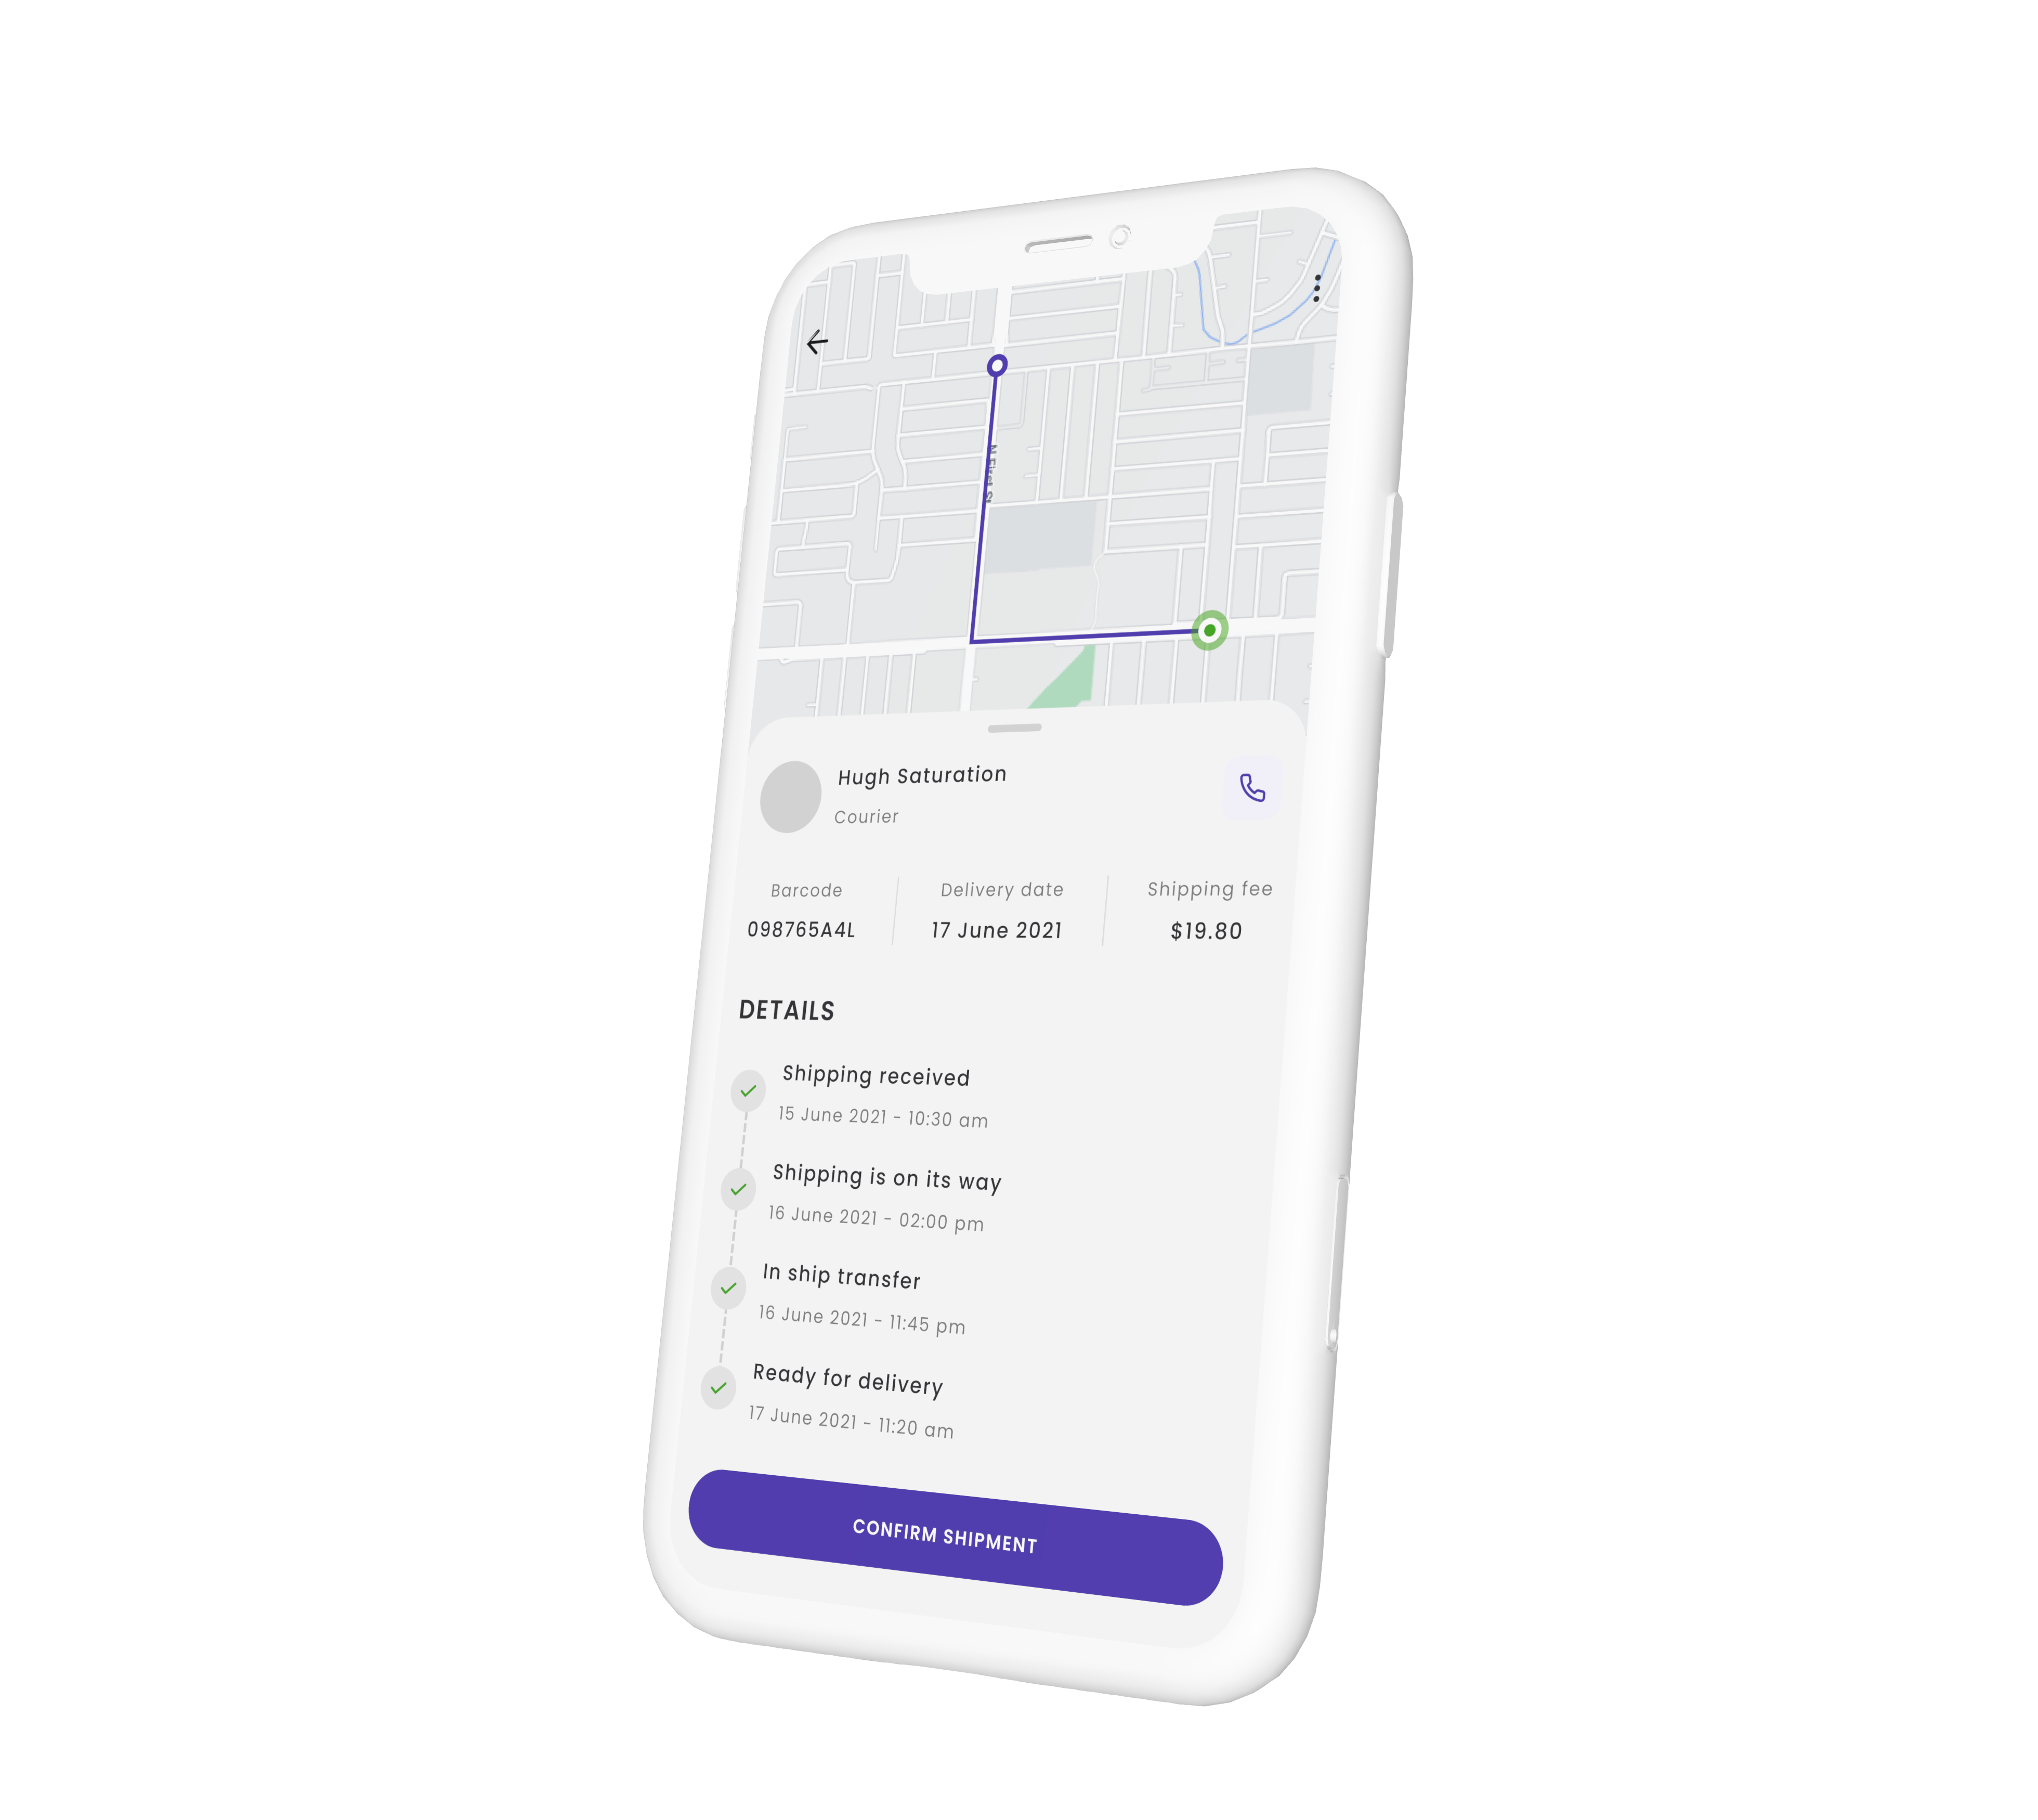 N First St
Hugh Saturation
Courier
Barcode
Delivery date
Shipping fee
098765A4L
17 June 2021
$19.80
DETAILS
Shipping received
15 June 2021 - 10:30 am
Shipping is on its way
16 June 2021 - 02:00 pm
In ship transfer
16 June 2021 - 11:45 pm
Ready for delivery
17 June 2021 - 11:20 am
CONFIRM SHIPMENT